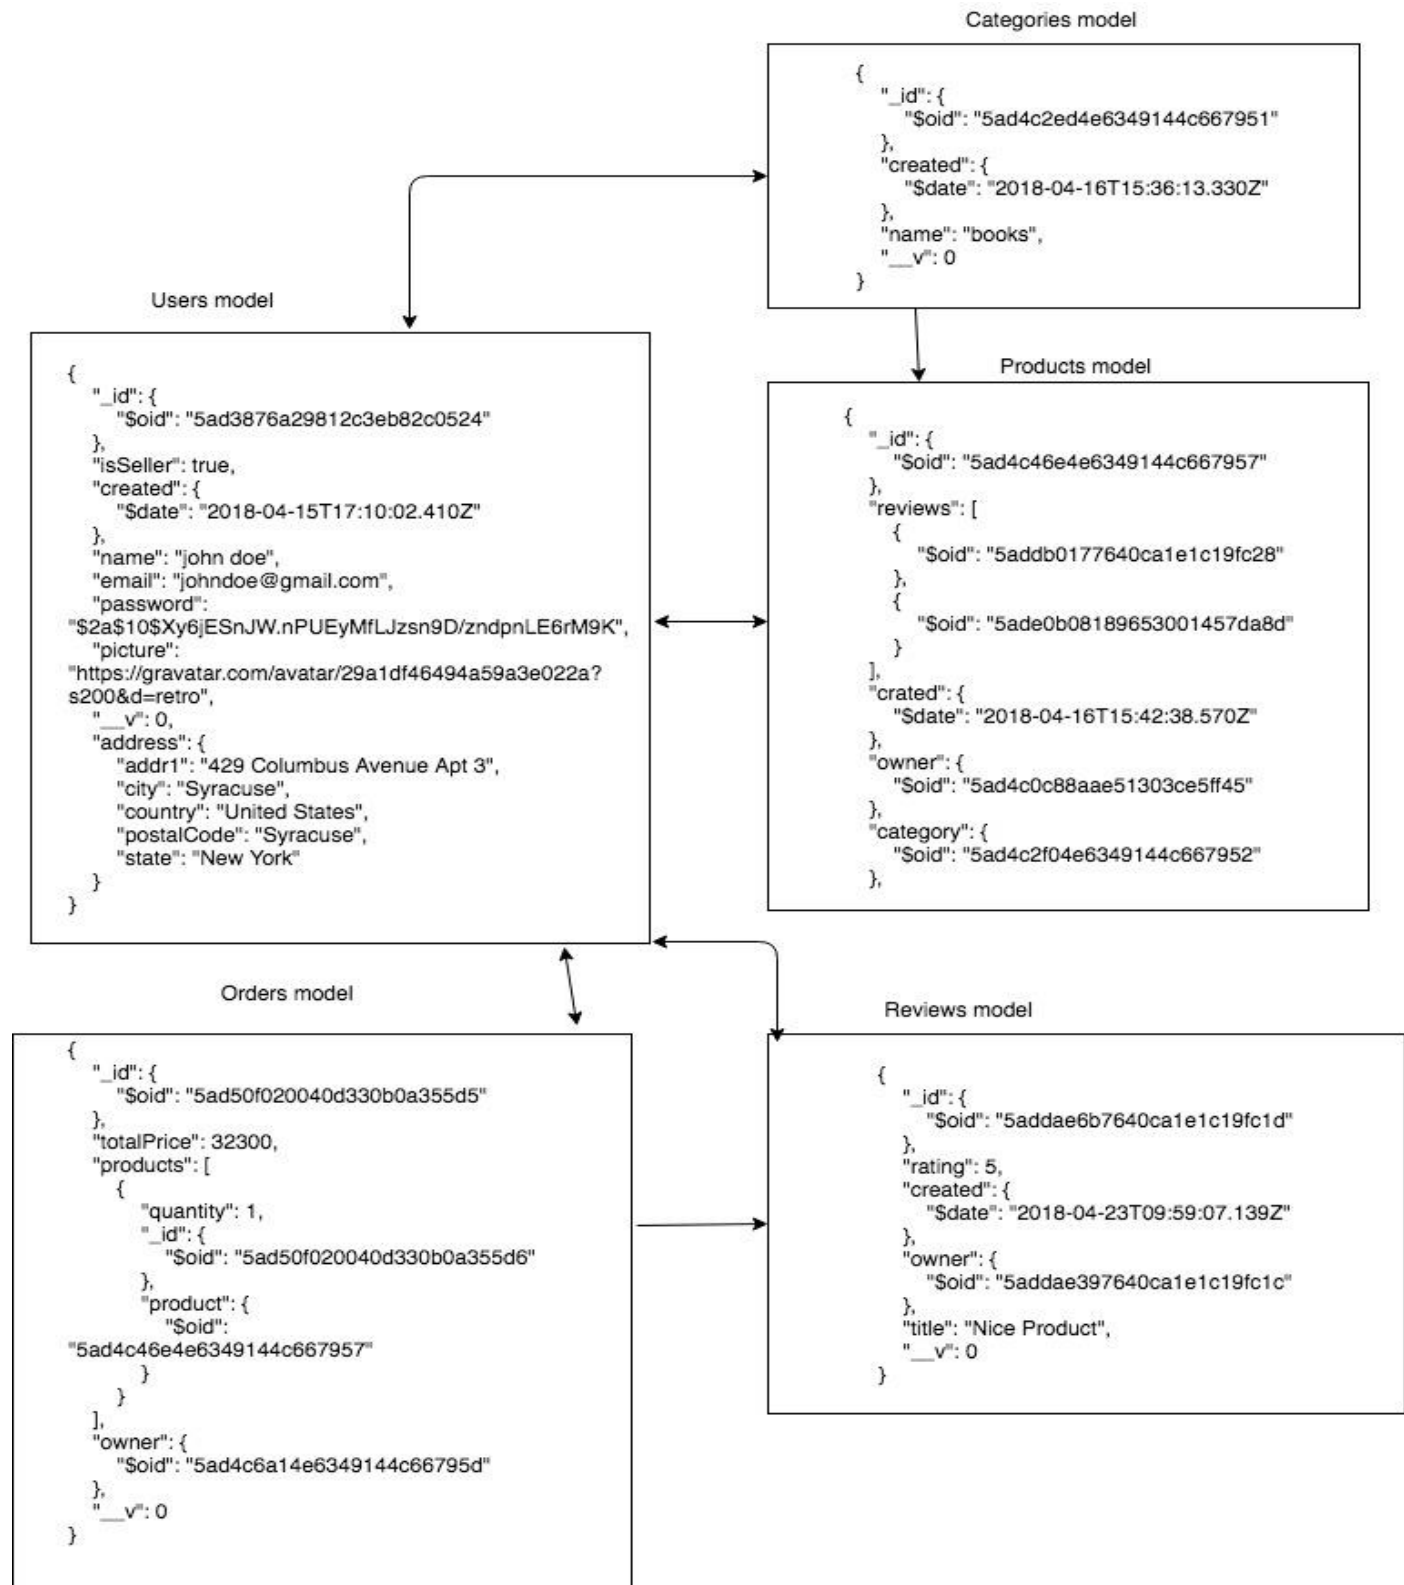 Categories model
{
"_id": {
"$oid": "5ad4c2ed4e6349144c667951"
},
"created": {
"$date": "2018-04-16T15:36:13.330Z"
},
"name": "books",
"__v": 0
}
Users model
{
"_id": {
"$oid": "5ad3876a29812c3eb82c0524"
},
"isSeller": true,
"created": {
"$date": "2018-04-15T17:10:02.410Z"
},
"name": "john doe",
"email": "johndoe@gmail.com",
"password":
"$2a$10$Xy6jESnJW.nPUEyMfLJzsn9D/zndpnLE6rM9K",
"picture":
"https://gravatar.com/avatar/29a1df46494a59a3e022a?
s200&d=retro",
"__v": 0,
"address": {
"addr1": "429 Columbus Avenue Apt 3",
"city": "Syracuse",
"country": "United States",
"postalCode": "Syracuse",
"state": "New York"
}
}
Products model
{
"_id": {
"$oid": "5ad4c46e4e6349144c667957"
},
"reviews": [
{
"$oid": "5addb0177640ca1e1c19fc28"
},
{
"$oid": "5ade0b08189653001457da8d"
}
],
"crated": {
"$date": "2018-04-16T15:42:38.570Z"
},
"owner": {
"$oid": "5ad4c0c88aae51303ce5ff45"
},
"category": {
"$oid": "5ad4c2f04e6349144c667952"
},
Orders model
{
"_id": {
"$oid": "5ad50f020040d330b0a355d5"
},
"totalPrice": 32300,
"products": [
{
"quantity": 1,
"_id": {
"$oid": "5ad50f020040d330b0a355d6"
},
"product": {
"$oid":
"5ad4c46e4e6349144c667957"
}
}
],
"owner": {
"$oid": "5ad4c6a14e6349144c66795d"
},
"__v": 0
}
Reviews model
{
"_id": {
"$oid": "5addae6b7640ca1e1c19fc1d"
},
"rating": 5,
"created": {
"$date": "2018-04-23T09:59:07.139Z"
},
"owner": {
"$oid": "5addae397640ca1e1c19fc1c"
},
"title": "Nice Product",
"__v": 0
}